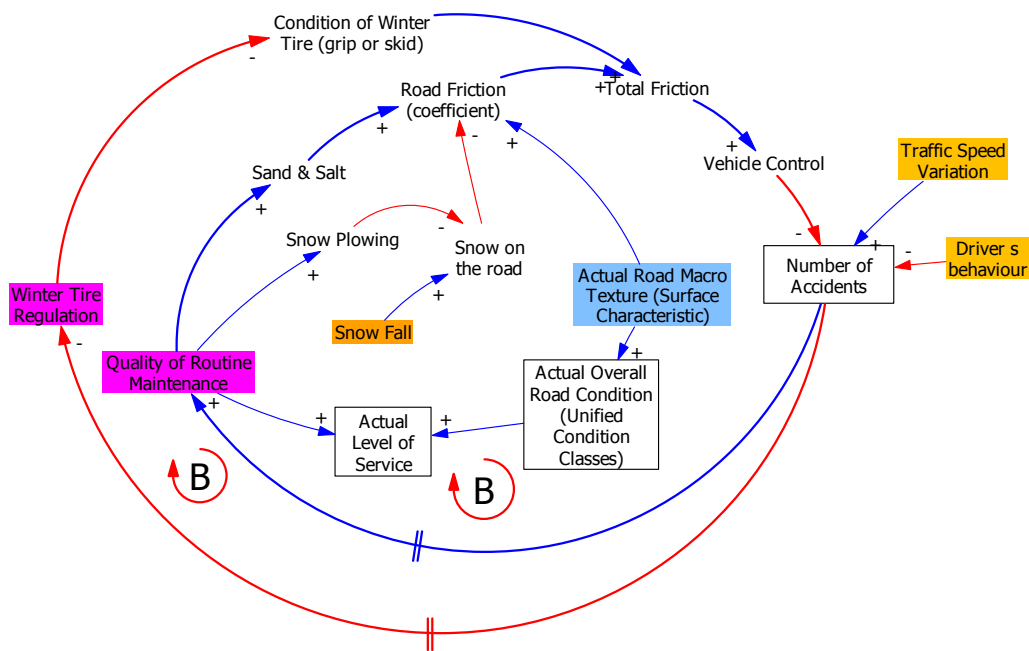 Condition of Winter
Tire (grip or skid)
-
Road Friction
(coefficient)
+
+
Total Friction
+
-
+
+
Vehicle Control
Traffic Speed
Variation
Sand & Salt
+
Snow Plowing
-
+
Snow on
the road
+
-
+
-
Driver s
behaviour
Number of
Accidents
Actual Road Macro
Texture (Surface
Characteristic)
Winter Tire
Regulation
-
Snow Fall
Quality of Routine
Maintenance
+
+
Actual Overall
Road Condition
(Unified
Condition
Classes)
+
+
Actual
Level of
Service
B
B